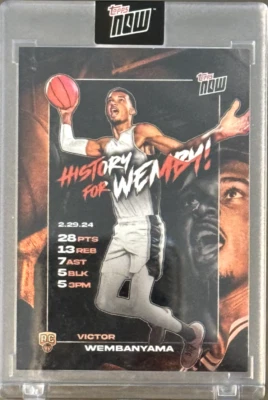 Topps
NOW
Topps
NOW
HISTORY
FOR WEMBY!
2.29.24
28 PTS
13 REB
7 AST
5 BLK
5 3PM
RC
VICTOR
WEMBANYAMA